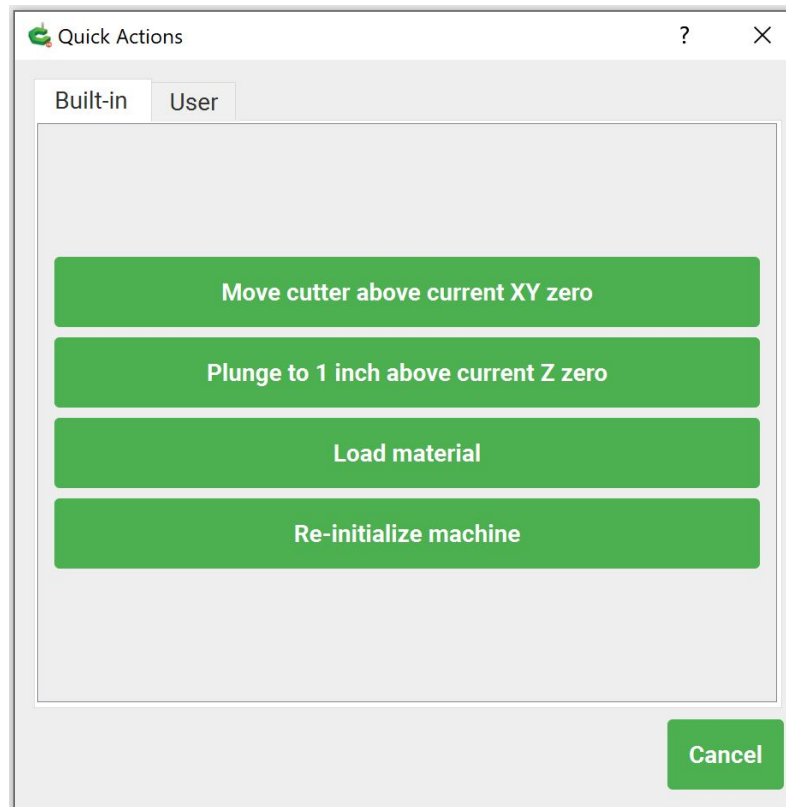 Quick Actions
?
Built-in
User
Move cutter above current XY zero
Plunge to 1 inch above current Z zero
Load material
Re-initialize machine
Cancel